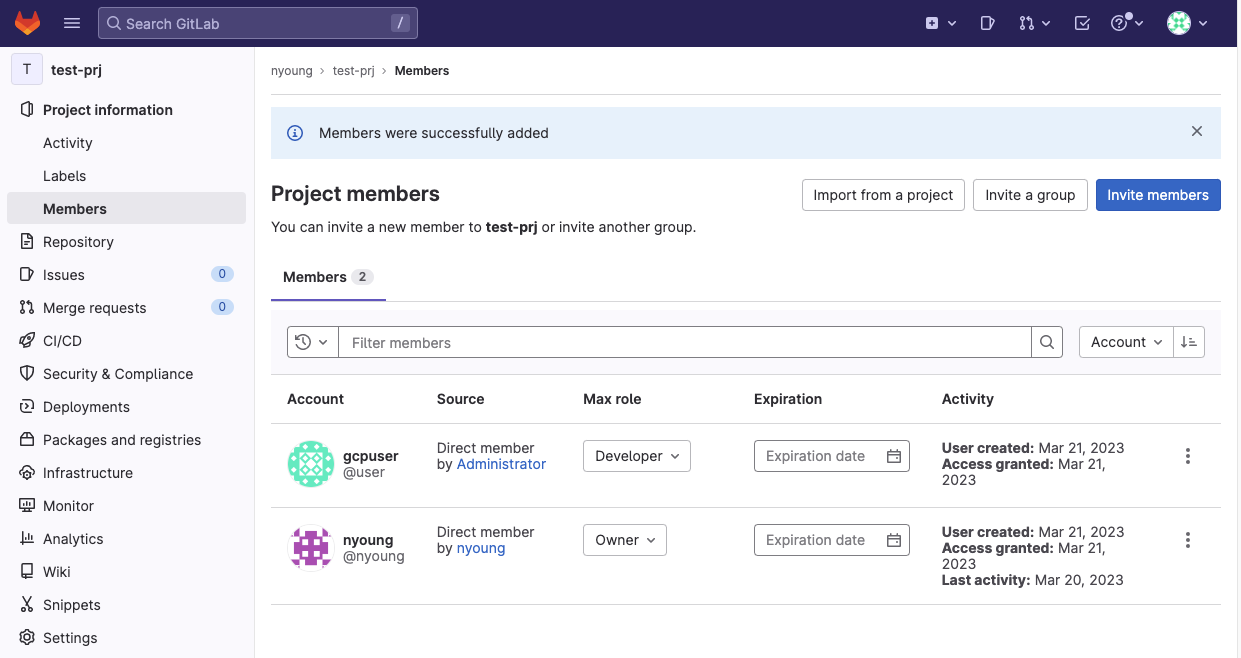 Search GitLab /
T test-prj
Project information
Activity
Labels
Members
Repository
Issues 0
Merge requests 0
CI/CD
Security & Compliance
Deployments
Packages and registries
Infrastructure
Monitor
Analytics
Wiki
Snippets
Settings
nyoung › test-prj › Members
Members were successfully added
Project members
Import from a project
Invite a group
Invite members
You can invite a new member to test-prj or invite another group.
Members 2
Filter members
Account
Account Source Max role Expiration Activity
gcpuser
@user
Direct member
by Administrator
Developer
Expiration date
User created: Mar 21, 2023
Access granted: Mar 21,
2023
nyoung
@nyoung
Direct member
by nyoung
Owner
Expiration date
User created: Mar 21, 2023
Access granted: Mar 21,
2023
Last activity: Mar 20, 2023